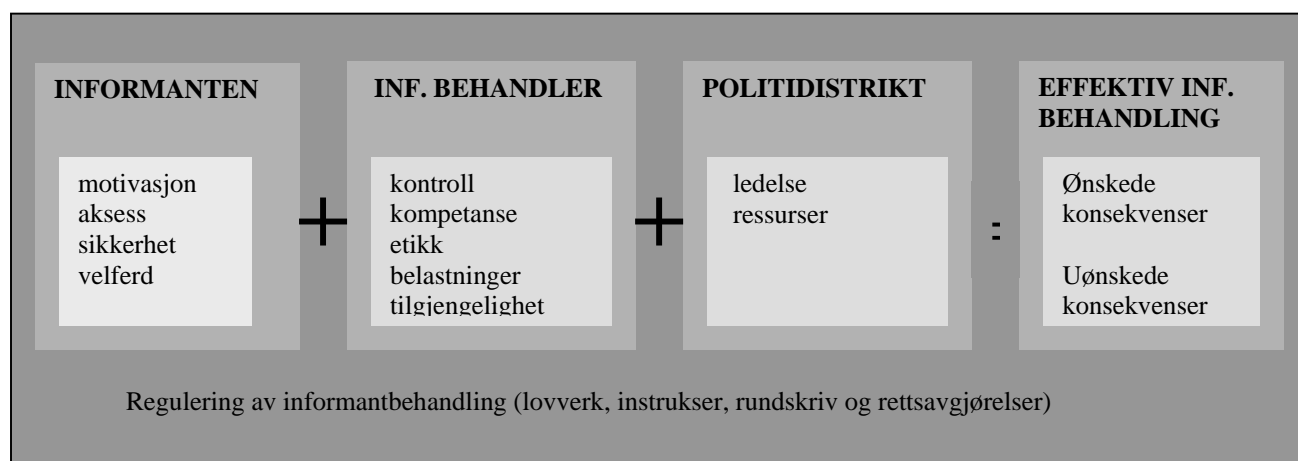 INFORMANTEN
motivasjon
aksess
sikkerhet
velferd
+
INF. BEHANDLER
kontroll
kompetanse
etikk
belastninger
tilgjengelighet
+
POLITIDISTRIKT
ledelse
ressurser
=
EFFEKTIV INF.
BEHANDLING
Ønskede
konsekvenser
Uønskede
konsekvenser
Regulering av informantbehandling (lovverk, instrukser, rundskriv og rettsavgjørelser)